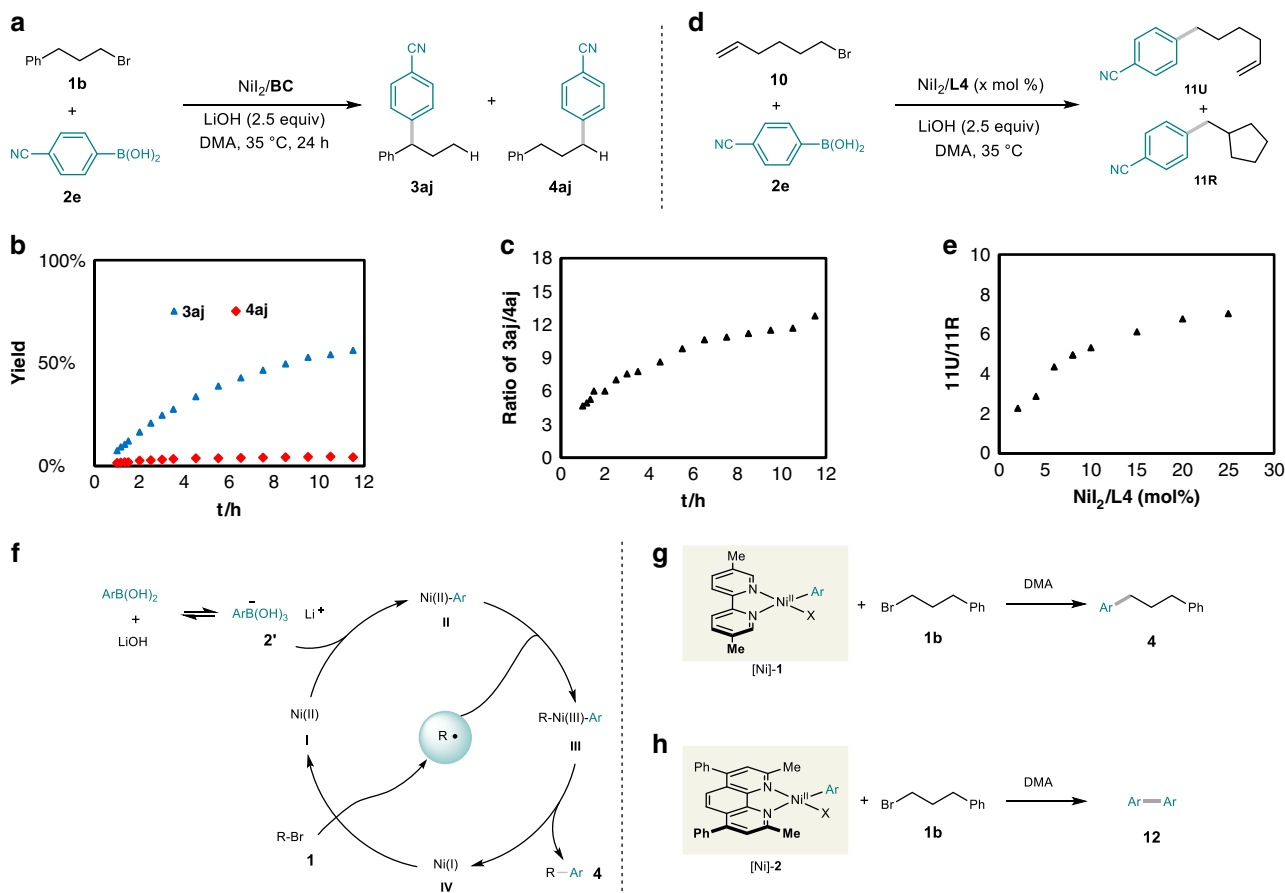 a
Ph
Br
1b
+
NC
B(OH)2
2e
NiI2/BC
LiOH (2.5 equiv)
DMA, 35 °C, 24 h
CN
Ph
H
3aj
+
CN
Ph
H
4aj
d
Br
10
+
NC
B(OH)2
2e
NiI2/L4 (x mol %)
LiOH (2.5 equiv)
DMA, 35 °C
NC
11U
+
NC
11R
b
100%
50%
0%
Yield
3aj
4aj
0 2 4 6 8 10 12
t/h
c
18
15
12
9
6
3
0
Ratio of 3aj/4aj
0 2 4 6 8 10 12
t/h
e
10
8
6
4
2
0
11U/11R
0 5 10 15 20 25 30
NiI2/L4 (mol%)
f
ArB(OH)2
+
LiOH
ArB(OH)3 − Li +
2'
Ni(II)-Ar
II
Ni(II)
I
R •
R-Ni(III)-Ar
III
R-Br
1
Ni(I)
IV
R–Ar 4
g
Me
N
N
NiII
Ar
X
Me
[Ni]-1
+
Br
Ph
1b
DMA
Ar
Ph
4
h
Ph
Me
N
N
NiII
Ar
X
Ph
Me
[Ni]-2
+
Br
Ph
1b
DMA
Ar–Ar
12